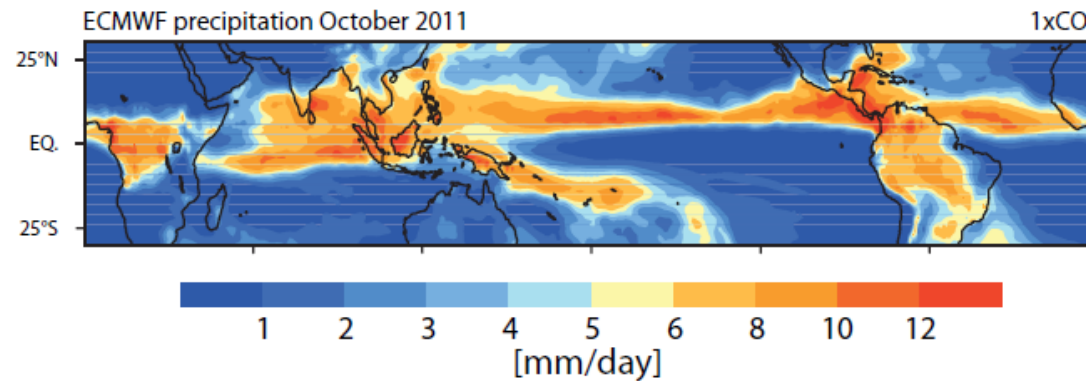 ECMWF precipitation October 2011 1xCO
25°N
EQ.
25°S
1 2 3 4 5 6 8 10 12
[mm/day]